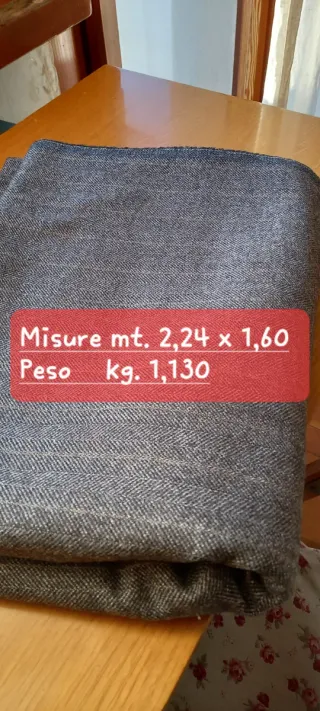 Misure mt. 2,24 x 1,60
Peso kg. 1,130